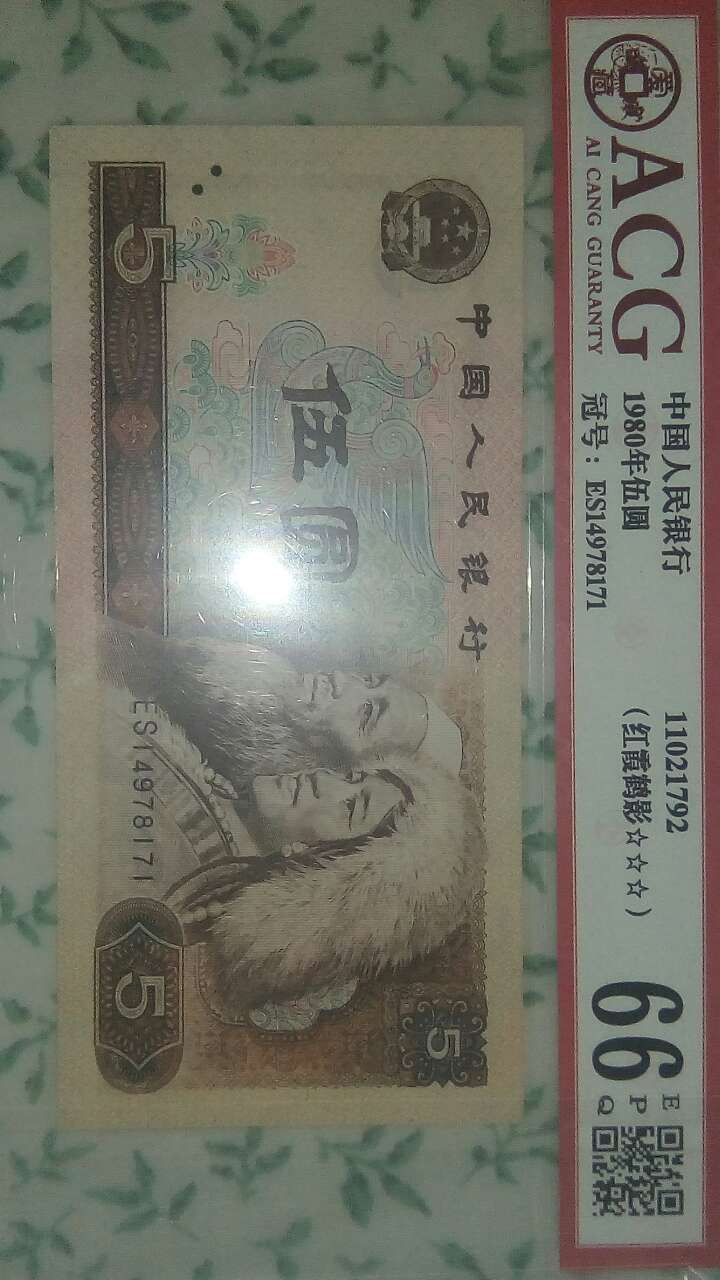 ACG
AI CANG GUARANTY
中国人民银行
1980年伍圆
冠号：ES14978171
11021792
（红霞鹤影☆☆☆）
66
E
P
Q
中国人民银行
伍圆
5
ES14978171
5
5